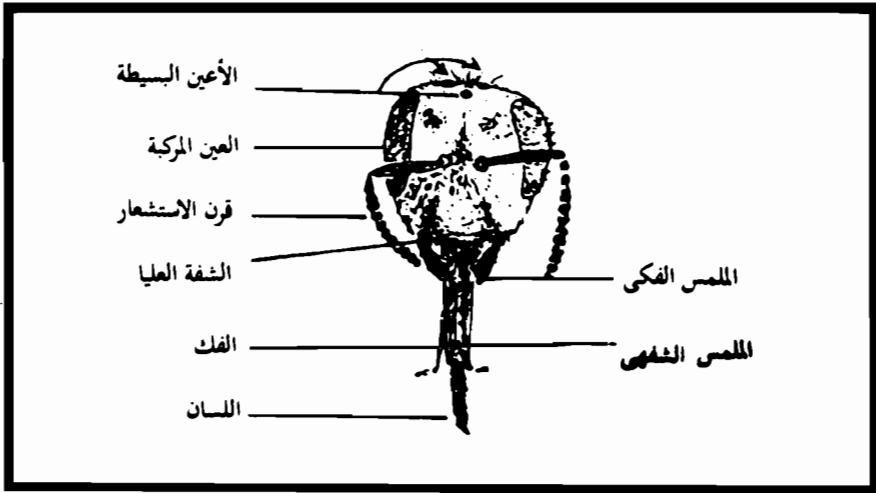 الأعين البسيطة
العين المركبة
قرن الاستشعار
الشفة العليا
الملمس الفكى
الفك
الملمس الشفهى
اللسان